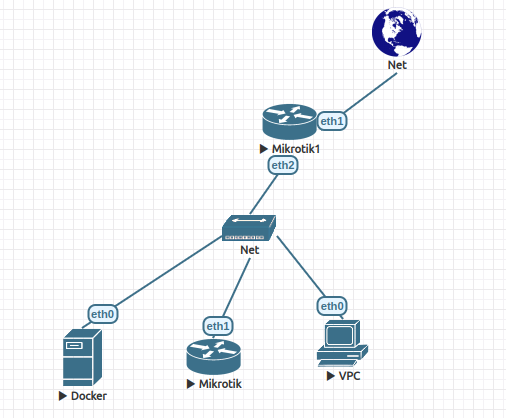 Net
eth1
Mikrotik1
eth2
Net
eth0
eth1
eth0
Docker
Mikrotik
VPC